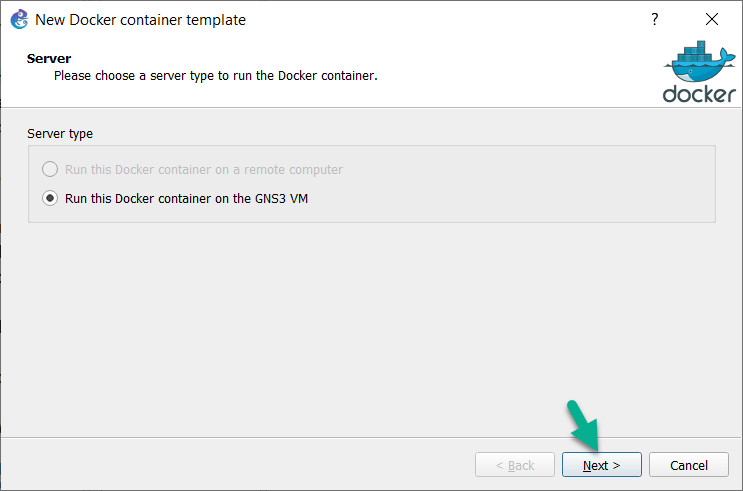 New Docker container template
?
Server
Please choose a server type to run the Docker container.
docker
Server type
Run this Docker container on a remote computer
Run this Docker container on the GNS3 VM
< Back
Next >
Cancel